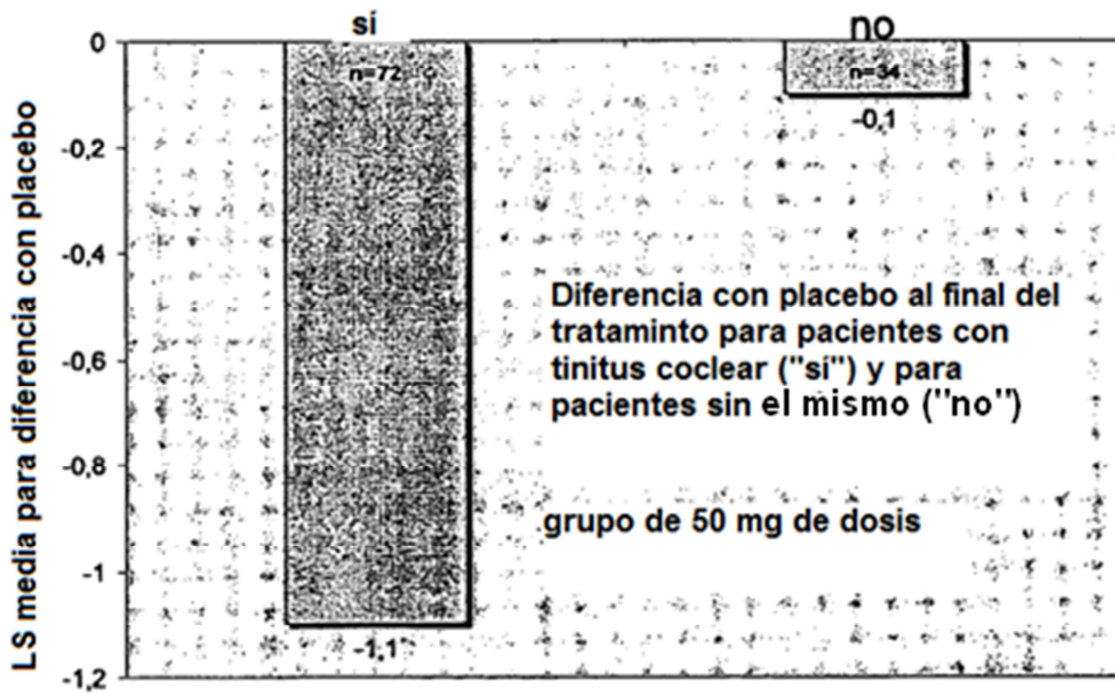 sí
no
0
n=72
n=34
-0,1
-0,2
-0,4
-0,6
-0,8
-1
-1,2
-1,1
LS media para diferencia con placebo
Diferencia con placebo al final del
trataminto para pacientes con
tinitus coclear ("sí") y para
pacientes sin el mismo ("no")
grupo de 50 mg de dosis